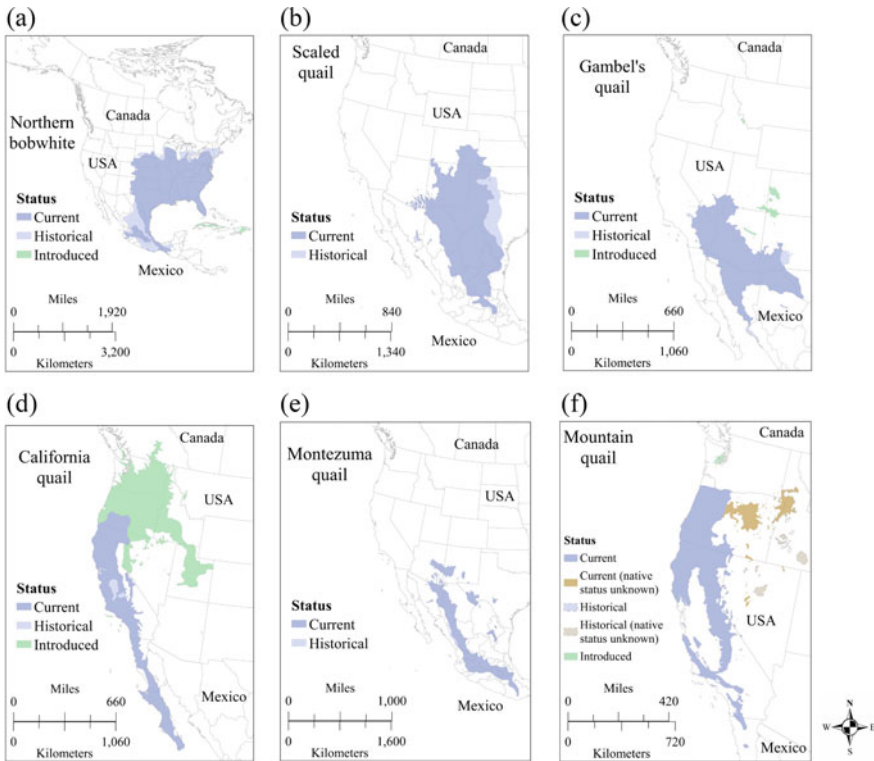 (a)
Northern
bobwhite
Canada
USA
Status
Current
Historical
Introduced
Mexico
Miles
0 1,920
0 3,200
Kilometers
(b)
Scaled
quail
Canada
USA
Status
Current
Historical
Miles
0 840
0 1,340
Mexico
Kilometers
(c)
Canada
Gambel's
quail
USA
Status
Current
Historical
Introduced
Miles
0 660
Mexico
0 1,060
Kilometers
(d)
Canada
California
quail
USA
Status
Current
Historical
Introduced
Miles
0 660
Mexico
0 1,060
Kilometers
(e)
Canada
Montezuma
quail
USA
Status
Current
Historical
Miles
0 1,000
Mexico
0 1,600
Kilometers
(f)
Canada
Mountain
quail
Status
Current
Current (native
status unknown)
Historical
Historical (native
status unknown)
Introduced
USA
Miles
0 420
0 720
Kilometers
Mexico
N
W E
S